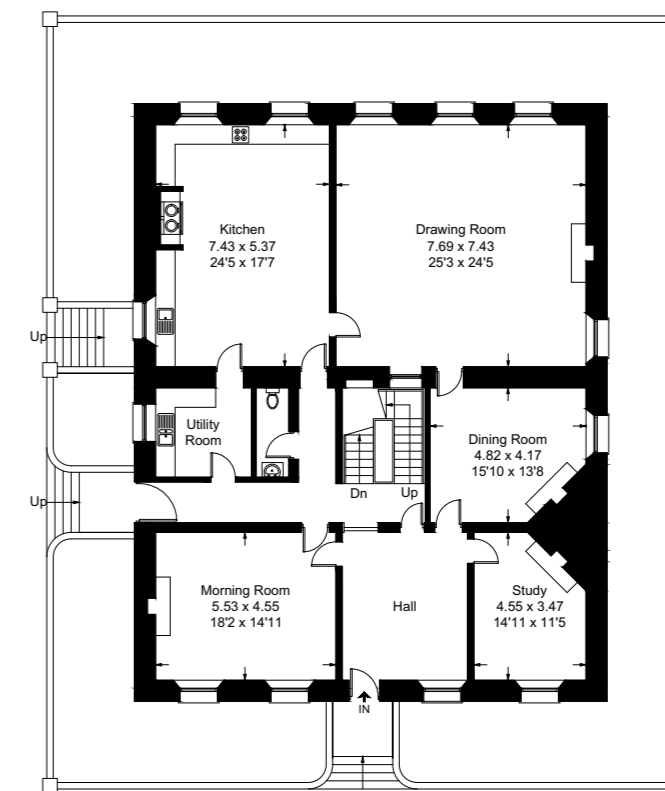 Up
Kitchen
7.43 x 5.37
24'5 x 17'7
Drawing Room
7.69 x 7.43
25'3 x 24'5
Up
Utility
Room
Dining Room
4.82 x 4.17
15'10 x 13'8
Dn
Up
Up
Morning Room
5.53 x 4.55
18'2 x 14'11
Hall
Study
4.55 x 3.47
14'11 x 11'5
IN